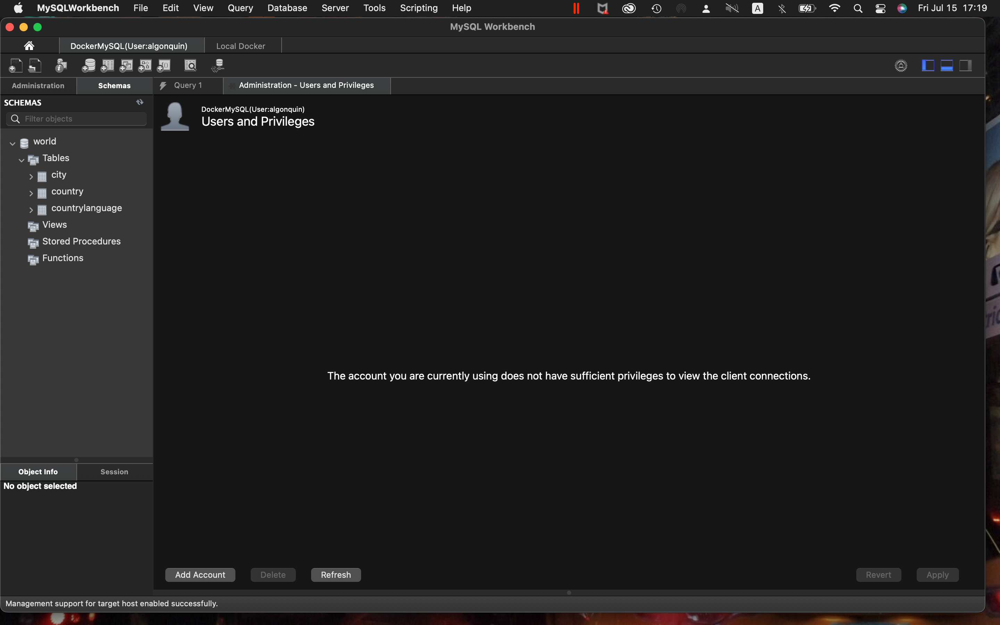 MySQLWorkbench File Edit View Query Database Server Tools Scripting Help A Fri Jul 15 17:19
MySQL Workbench
DockerMySQL(User:algonquin) Local Docker
Administration Schemas Query 1 Administration - Users and Privileges
SCHEMAS
Filter objects
DockerMySQL(User:algonquin)
Users and Privileges
world
Tables
city
country
countrylanguage
Views
Stored Procedures
Functions
The account you are currently using does not have sufficient privileges to view the client connections.
Object Info Session
No object selected
Add Account Delete Refresh Revert Apply
Management support for target host enabled successfully.